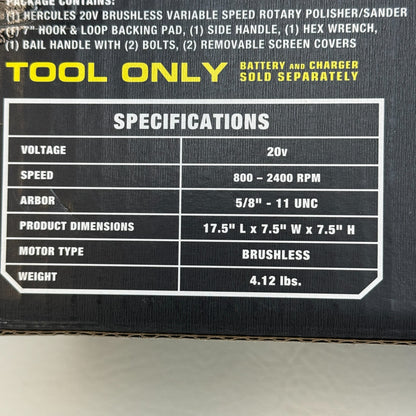 PACKAGE CONTAINS:
(1) HERCULES 20V BRUSHLESS VARIABLE SPEED ROTARY POLISHER/SANDER
(1) 7" HOOK & LOOP BACKING PAD, (1) SIDE HANDLE, (1) HEX WRENCH,
(1) BAIL HANDLE WITH (2) BOLTS, (2) REMOVABLE SCREEN COVERS
TOOL ONLY BATTERY AND CHARGER SOLD SEPARATELY
SPECIFICATIONS
VOLTAGE 20v
SPEED 800 – 2400 RPM
ARBOR 5/8" - 11 UNC
PRODUCT DIMENSIONS 17.5" L x 7.5" W x 7.5" H
MOTOR TYPE BRUSHLESS
WEIGHT 4.12 lbs.